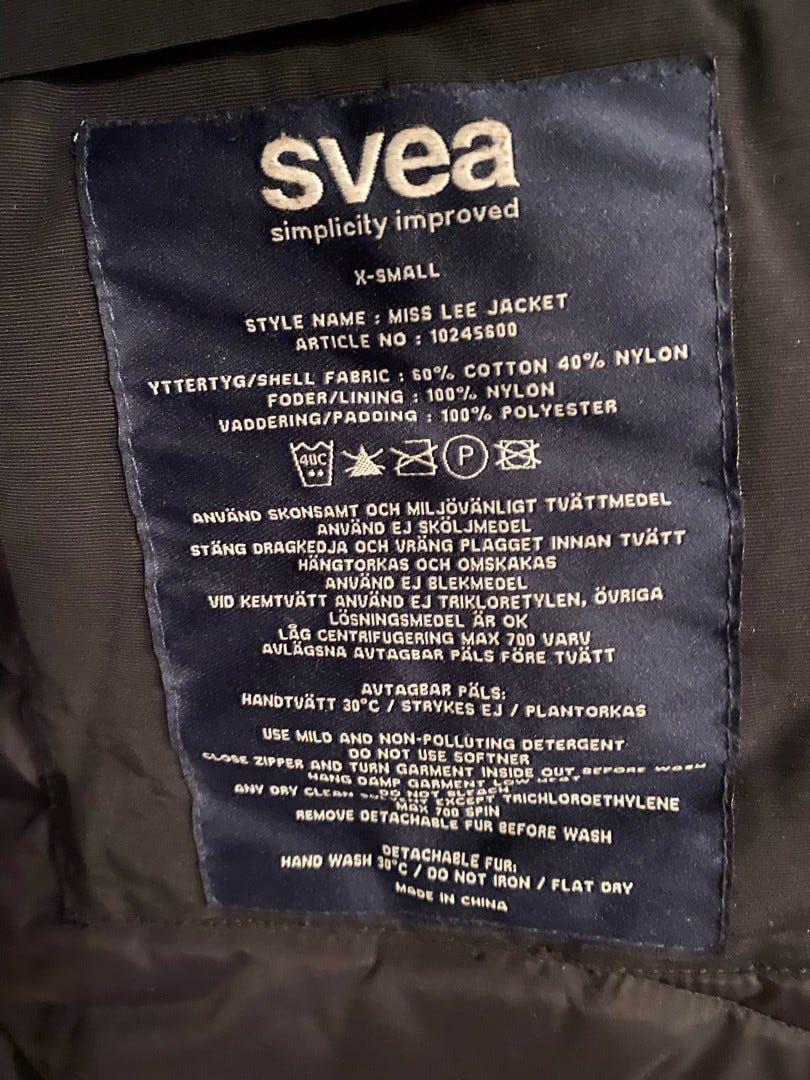 svea
simplicity improved
X-SMALL
STYLE NAME : MISS LEE JACKET
ARTICLE NO : 10245600
YTTERTYG/SHELL FABRIC : 60% COTTON 40% NYLON
FODER/LINING : 100% NYLON
VADDERING/PADDING : 100% POLYESTER
40C P
ANVÄND SKONSAMT OCH MILJÖVÄNLIGT TVÄTTMEDEL
ANVÄND EJ SKÖLJMEDEL
STÄNG DRAGKEDJA OCH VRÄNG PLAGGET INNAN TVÄTT
HÄNGTORKAS OCH OMSKAKAS
ANVÄND EJ BLEKMEDEL
VID KEMTVÄTT ANVÄND EJ TRIKLORETYLEN, ÖVRIGA
LÖSNINGSMEDEL ÄR OK
LÅG CENTRIFUGERING MAX 700 VARV
AVLÄGSNA AVTAGBAR PÄLS FÖRE TVÄTT
AVTAGBAR PÄLS:
HANDTVÄTT 30°C / STRYKES EJ / PLANTORKAS
USE MILD AND NON-POLLUTING DETERGENT
DO NOT USE SOFTNER
CLOSE ZIPPER AND TURN GARMENT INSIDE OUT BEFORE WASH
HANG DAMP GARMENT
DO NOT BLEACH
ANY DRY CLEAN EXCEPT TRICHLOROETHYLENE
MAX 700 SPIN
REMOVE DETACHABLE FUR BEFORE WASH
DETACHABLE FUR:
HAND WASH 30°C / DO NOT IRON / FLAT DRY
MADE IN CHINA